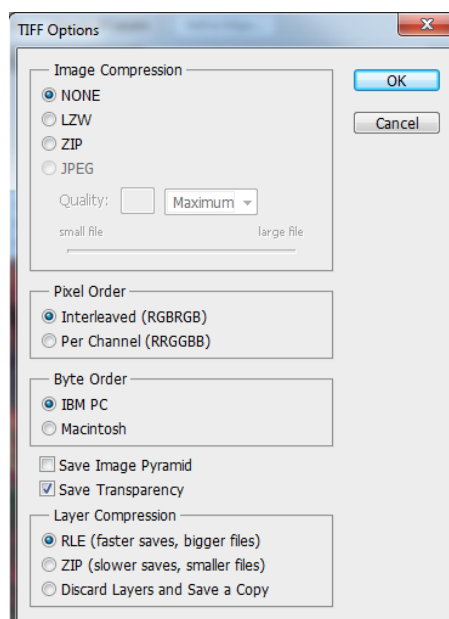 TIFF Options
Image Compression
OK
NONE
LZW
Cancel
ZIP
JPEG
Quality:
Maximum
small file
large file
Pixel Order
Interleaved (RGBRGB)
Per Channel (RRGGBB)
Byte Order
IBM PC
Macintosh
Save Image Pyramid
Save Transparency
Layer Compression
RLE (faster saves, bigger files)
ZIP (slower saves, smaller files)
Discard Layers and Save a Copy